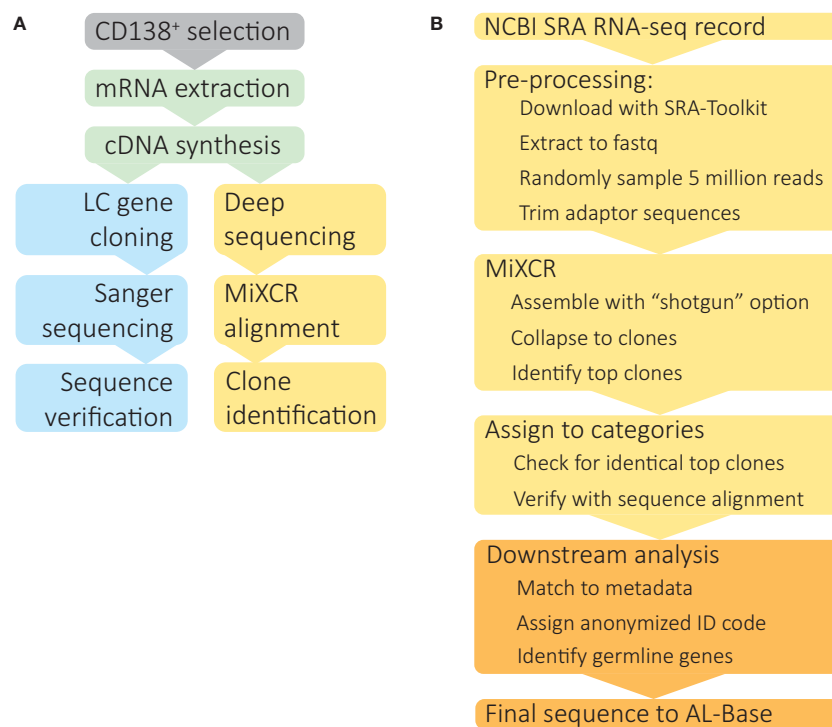 A
CD138⁺ selection
mRNA extraction
cDNA synthesis
LC gene
cloning
Sanger
sequencing
Sequence
verification
Deep
sequencing
MiXCR
alignment
Clone
identification
B
NCBI SRA RNA-seq record
Pre-processing:
Download with SRA-Toolkit
Extract to fastq
Randomly sample 5 million reads
Trim adaptor sequences
MiXCR
Assemble with “shotgun” option
Collapse to clones
Identify top clones
Assign to categories
Check for identical top clones
Verify with sequence alignment
Downstream analysis
Match to metadata
Assign anonymized ID code
Identify germline genes
Final sequence to AL-Base